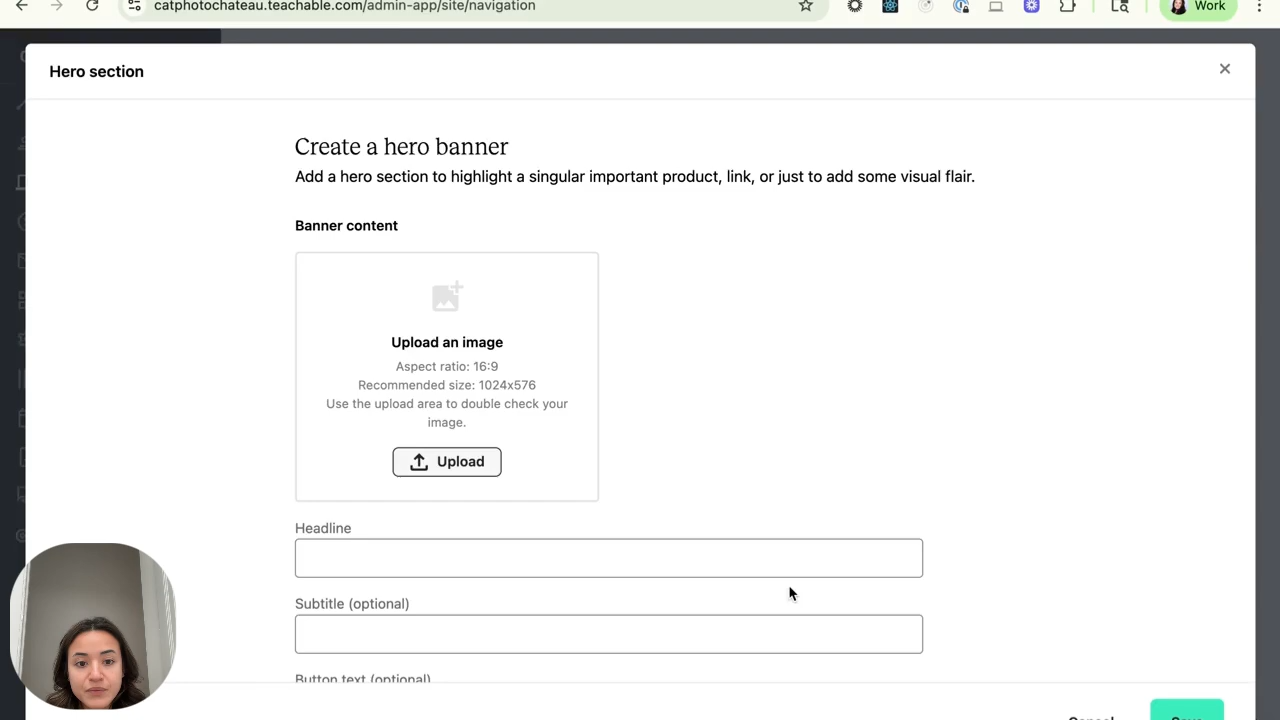 catphotochateau.teachable.com/admin-app/site/navigation
Work
Hero section
Create a hero banner
Add a hero section to highlight a singular important product, link, or just to add some visual flair.
Banner content
Upload an image
Aspect ratio: 16:9
Recommended size: 1024x576
Use the upload area to double check your
image.
Upload
Headline
Subtitle (optional)
Button text (optional)
Cancel
Save